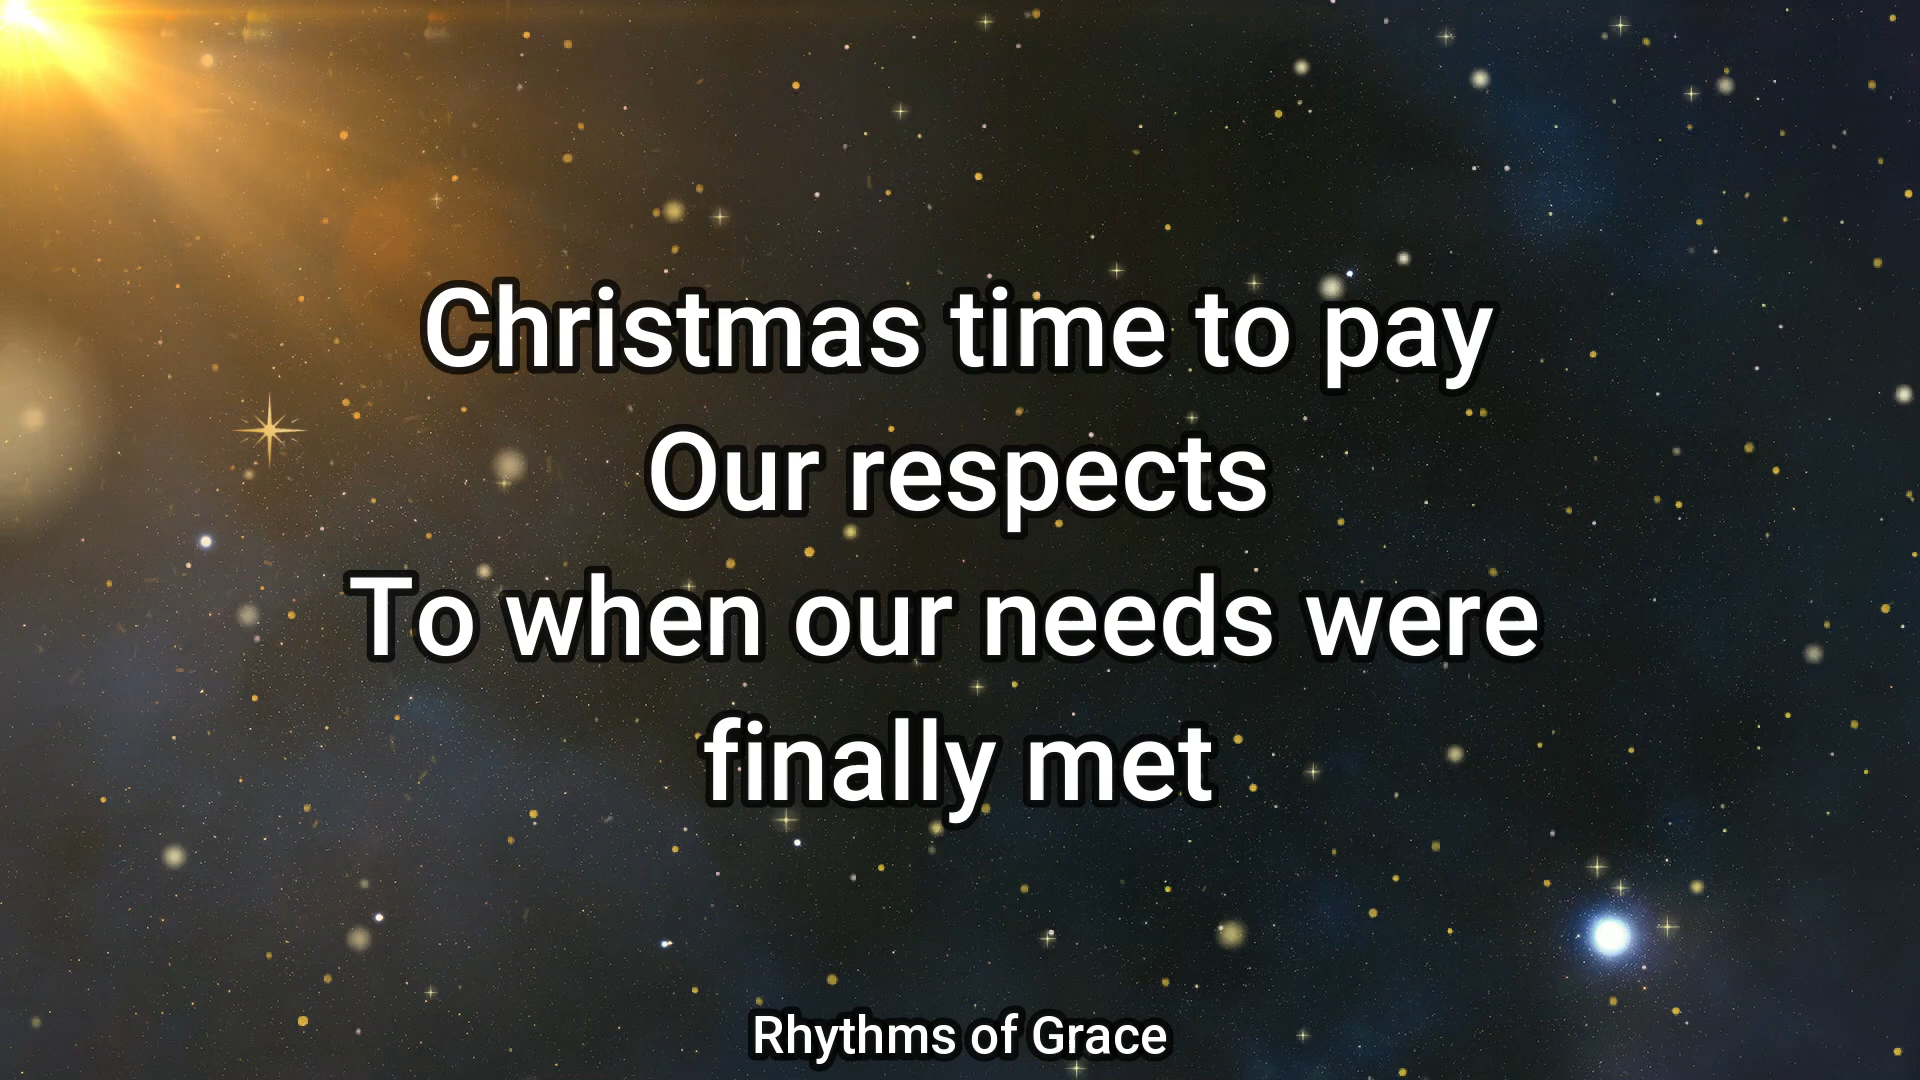 Christmas time to pay
Our respects
To when our needs were
finally met
Rhythms of Grace